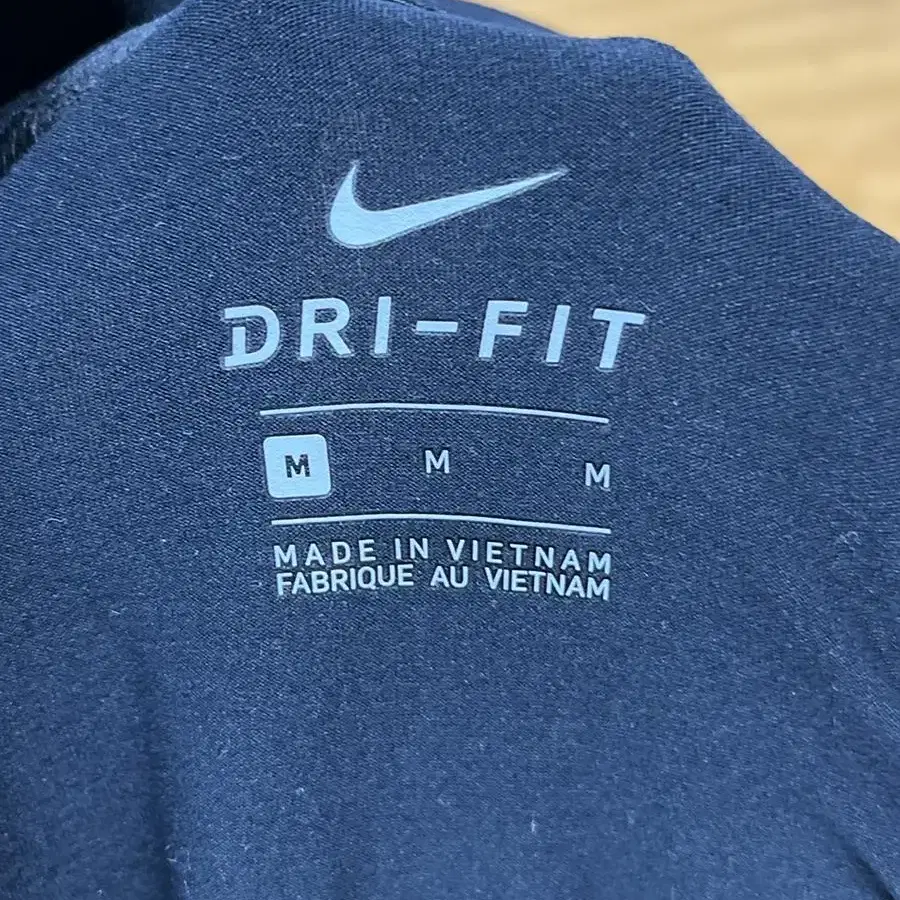 DRI-FIT
M M M
MADE IN VIETNAM
FABRIQUE AU VIETNAM